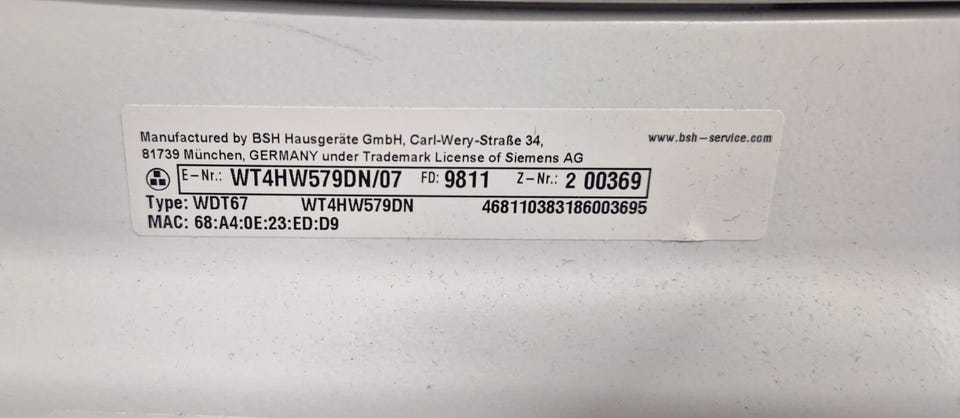 Manufactured by BSH Hausgeräte GmbH, Carl-Wery-Straße 34, www.bsh-service.com
81739 München, GERMANY under Trademark License of Siemens AG
E-Nr.: WT4HW579DN/07 FD: 9811 Z-Nr.: 2 00369
Type: WDT67 WT4HW579DN 468110383186003695
MAC: 68:A4:0E:23:ED:D9